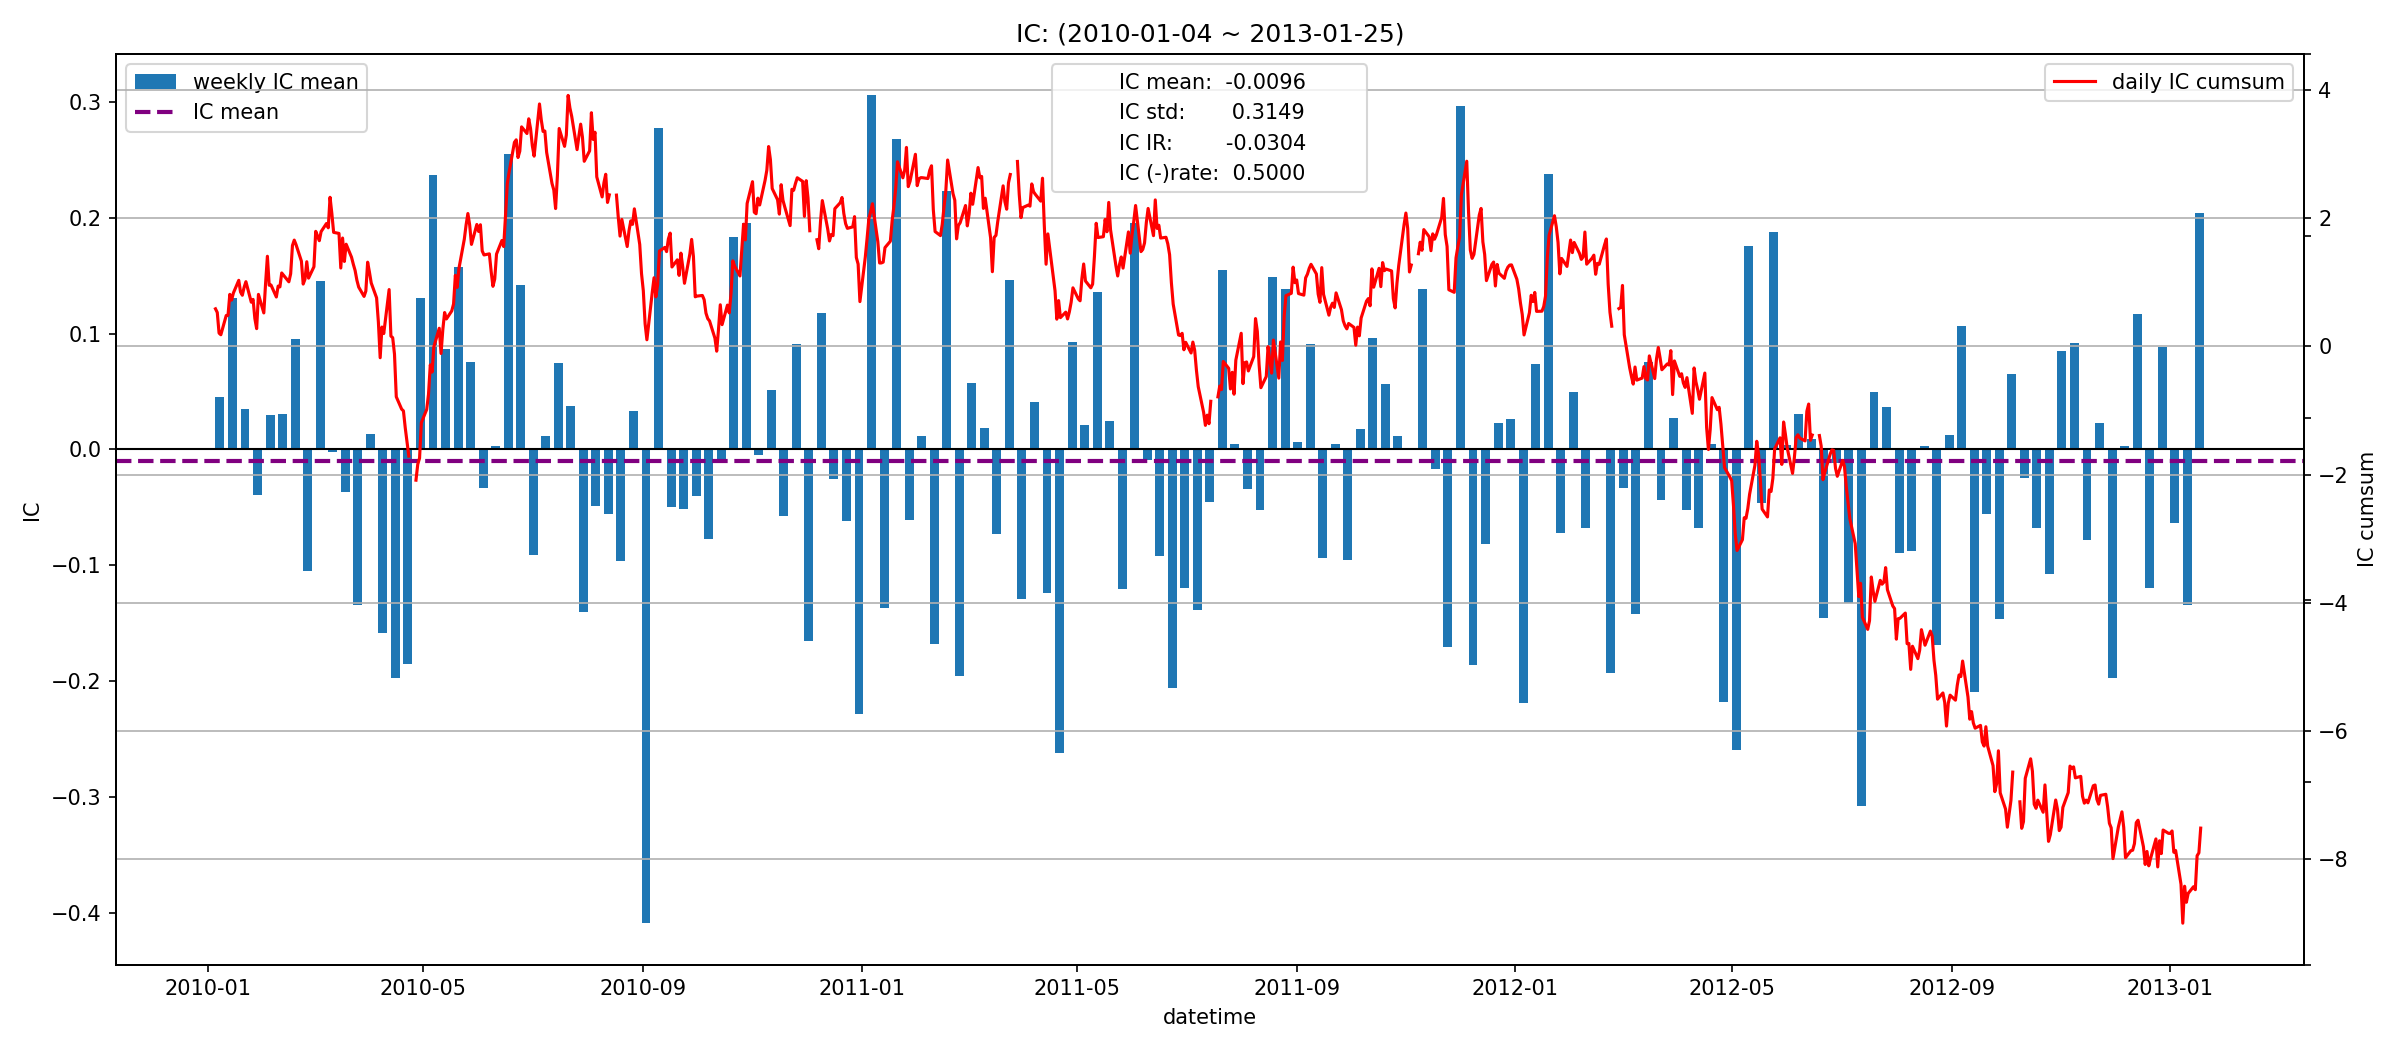 IC: (2010-01-04 ~ 2013-01-25)
weekly IC mean
IC mean
IC mean: -0.0096
IC std: 0.3149
IC IR: -0.0304
IC (-)rate: 0.5000
daily IC cumsum
0.3
0.2
0.1
0.0
−0.1
−0.2
−0.3
−0.4
IC
4
2
0
−2
−4
−6
−8
IC cumsum
2010-01 2010-05 2010-09 2011-01 2011-05 2011-09 2012-01 2012-05 2012-09 2013-01
datetime